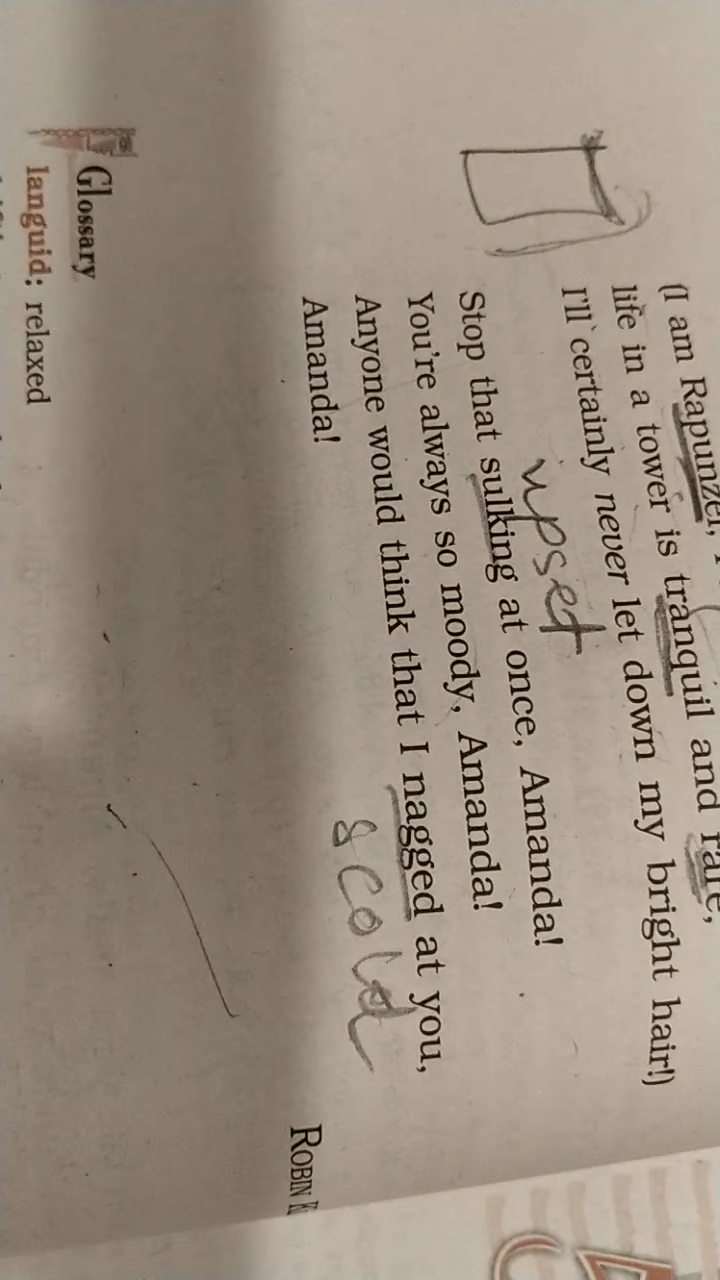 (I am Rapunzel,
life in a tower is tranquil and rare,
I'll certainly never let down my bright hair!)
upset
Stop that sulking at once, Amanda!
You're always so moody, Amanda!
Anyone would think that I nagged at you,
scold
Amanda!
ROBIN
Glossary
languid: relaxed